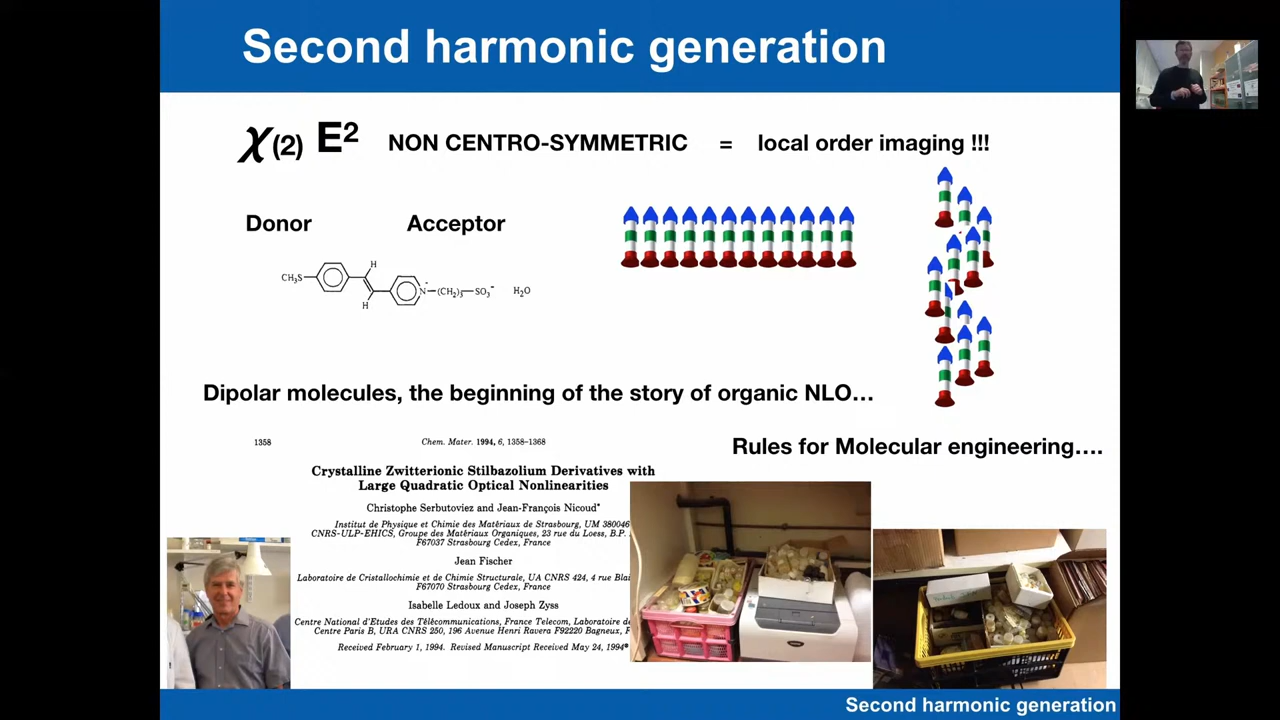 Second harmonic generation
χ(2) E2 NON CENTRO-SYMMETRIC = local order imaging !!!
Donor Acceptor
CH3S H H N -(CH2)3-SO3- H2O
Dipolar molecules, the beginning of the story of organic NLO…
Rules for Molecular engineering….
1358 Chem. Mater. 1994, 6, 1358–1368
Crystalline Zwitterionic Stilbazolium Derivatives with
Large Quadratic Optical Nonlinearities
Christophe Serbutoviez and Jean-François Nicoud*
Institut de Physique et Chimie des Matériaux de Strasbourg, UM 380046
CNRS-ULP-EHICS, Groupe des Matériaux Organiques, 23 rue du Loess, B.P.
F67037 Strasbourg Cedex, France
Jean Fischer
Laboratoire de Cristallochimie et de Chimie Structurale, UA CNRS 424, 4 rue
F67070 Strasbourg Cedex, France
Isabelle Ledoux and Joseph Zyss
Centre National d'Etudes des Télécommunications, France Telecom, Laboratoire
Centre Paris B, URA CNRS 250, 196 Avenue Henri Ravera F92220 Bagneux,
Received February 1, 1994. Revised Manuscript Received May 24, 1994
Second harmonic generation